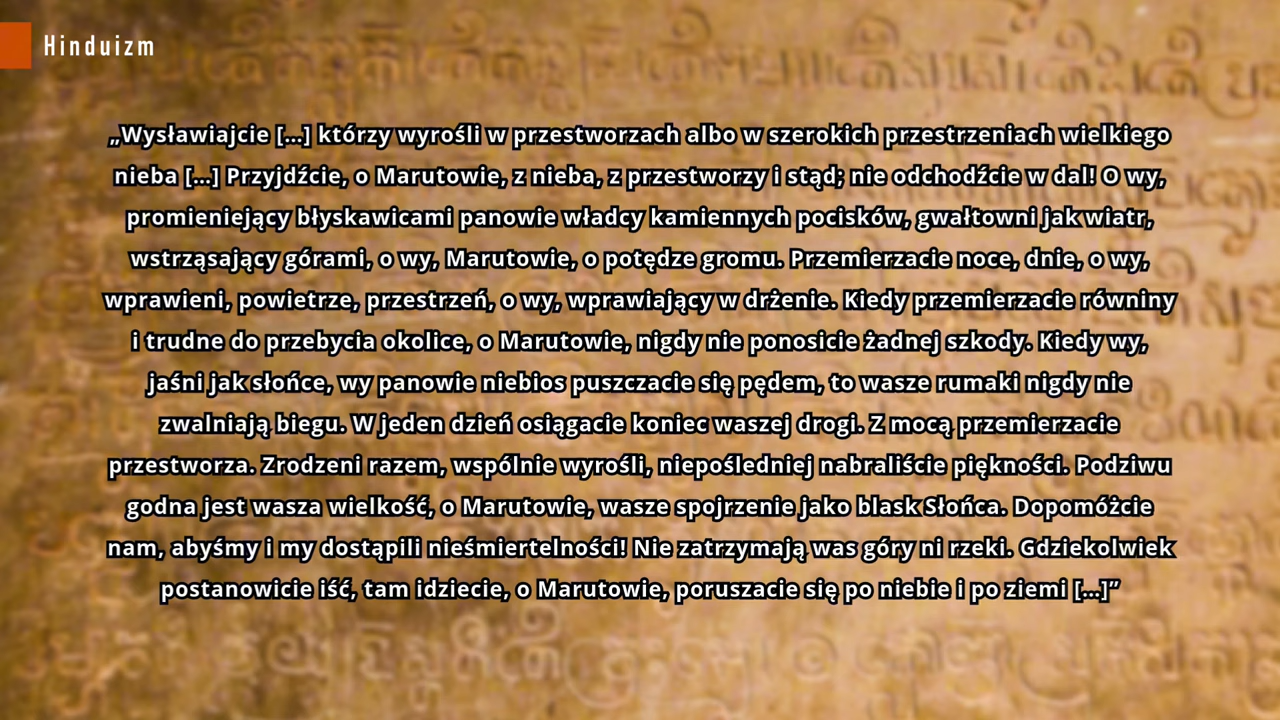 Hinduizm
„Wysławiajcie [...] którzy wyrośli w przestworzach albo w szerokich przestrzeniach wielkiego
nieba [...] Przyjdźcie, o Marutowie, z nieba, z przestworzy i stąd; nie odchodźcie w dal! O wy,
promieniejący błyskawicami panowie władcy kamiennych pocisków, gwałtowni jak wiatr,
wstrząsający górami, o wy, Marutowie, o potędze gromu. Przemierzacie noce, dnie, o wy,
wprawieni, powietrze, przestrzeń, o wy, wprawiający w drżenie. Kiedy przemierzacie równiny
i trudne do przebycia okolice, o Marutowie, nigdy nie ponosicie żadnej szkody. Kiedy wy,
jaśni jak słońce, wy panowie niebios puszczacie się pędem, to wasze rumaki nigdy nie
zwalniają biegu. W jeden dzień osiągacie koniec waszej drogi. Z mocą przemierzacie
przestworza. Zrodzeni razem, wspólnie wyrośli, niepośledniej nabraliście piękności. Podziwu
godna jest wasza wielkość, o Marutowie, wasze spojrzenie jako blask Słońca. Dopomóżcie
nam, abyśmy i my dostąpili nieśmiertelności! Nie zatrzymają was góry ni rzeki. Gdziekolwiek
postanowicie iść, tam idziecie, o Marutowie, poruszacie się po niebie i po ziemi [...]”